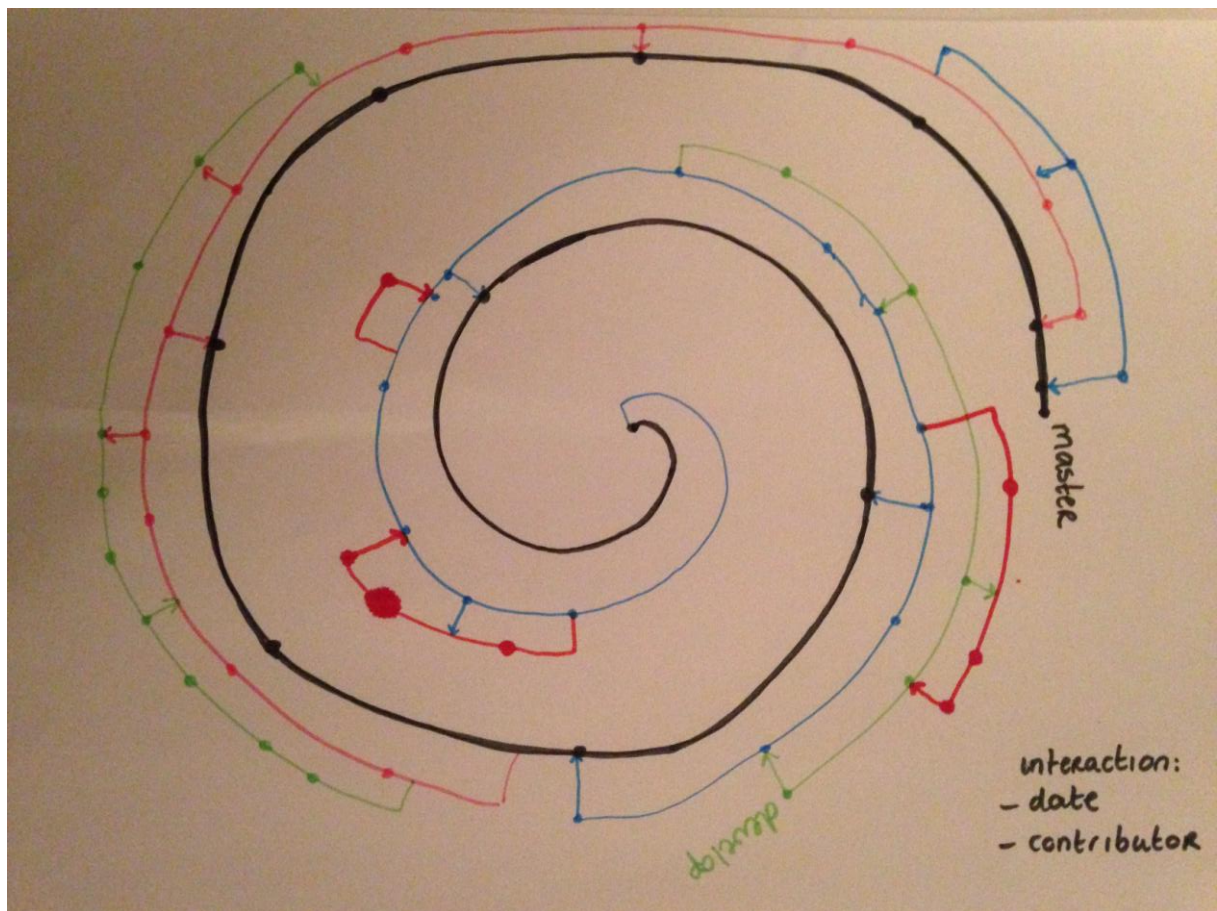 master
develop
interaction:
- date
- contributor